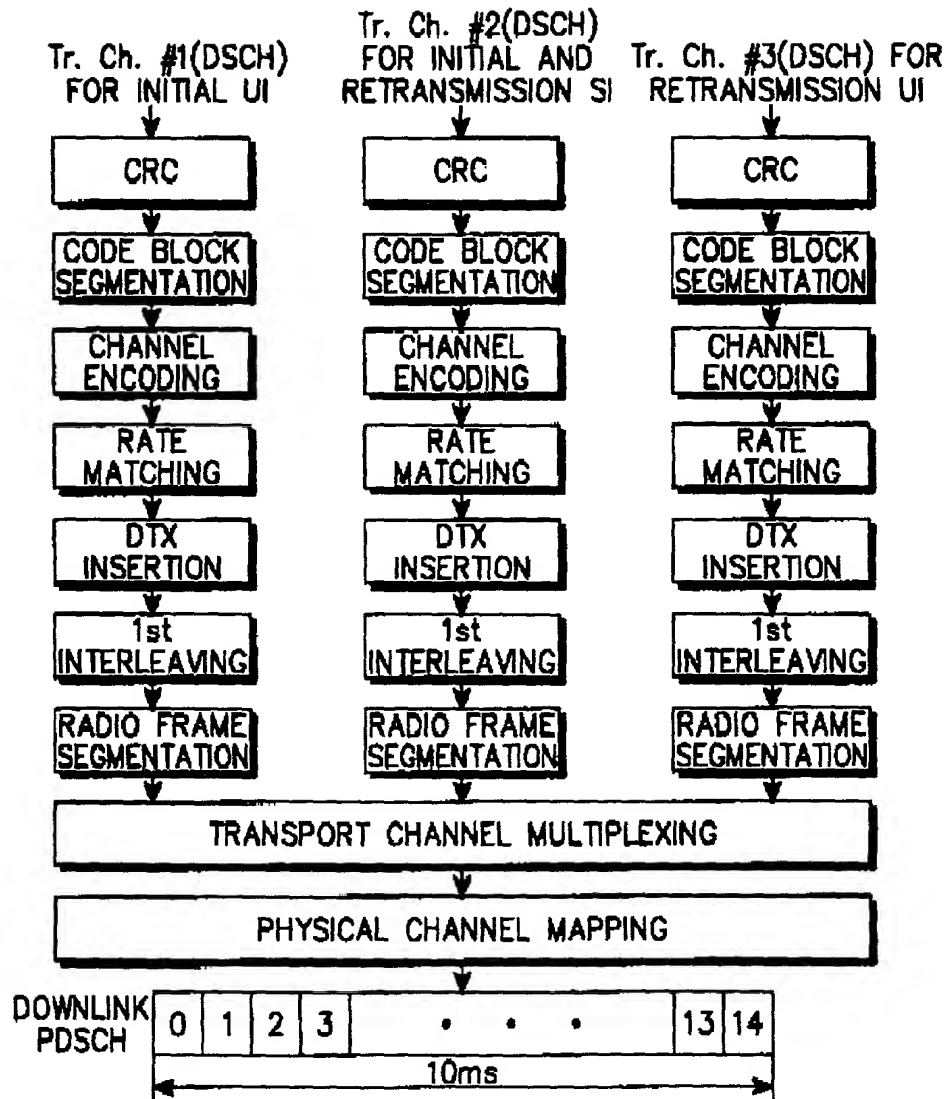 Tr. Ch. #1(DSCH)
FOR INITIAL UI
Tr. Ch. #2(DSCH)
FOR INITIAL AND
RETRANSMISSION SI
Tr. Ch. #3(DSCH) FOR
RETRANSMISSION UI
CRC
CRC
CRC
CODE BLOCK
SEGMENTATION
CODE BLOCK
SEGMENTATION
CODE BLOCK
SEGMENTATION
CHANNEL
ENCODING
CHANNEL
ENCODING
CHANNEL
ENCODING
RATE
MATCHING
RATE
MATCHING
RATE
MATCHING
DTX
INSERTION
DTX
INSERTION
DTX
INSERTION
1st
INTERLEAVING
1st
INTERLEAVING
1st
INTERLEAVING
RADIO FRAME
SEGMENTATION
RADIO FRAME
SEGMENTATION
RADIO FRAME
SEGMENTATION
TRANSPORT CHANNEL MULTIPLEXING
PHYSICAL CHANNEL MAPPING
DOWNLINK
PDSCH
0 1 2 3 • • • 13 14
10ms